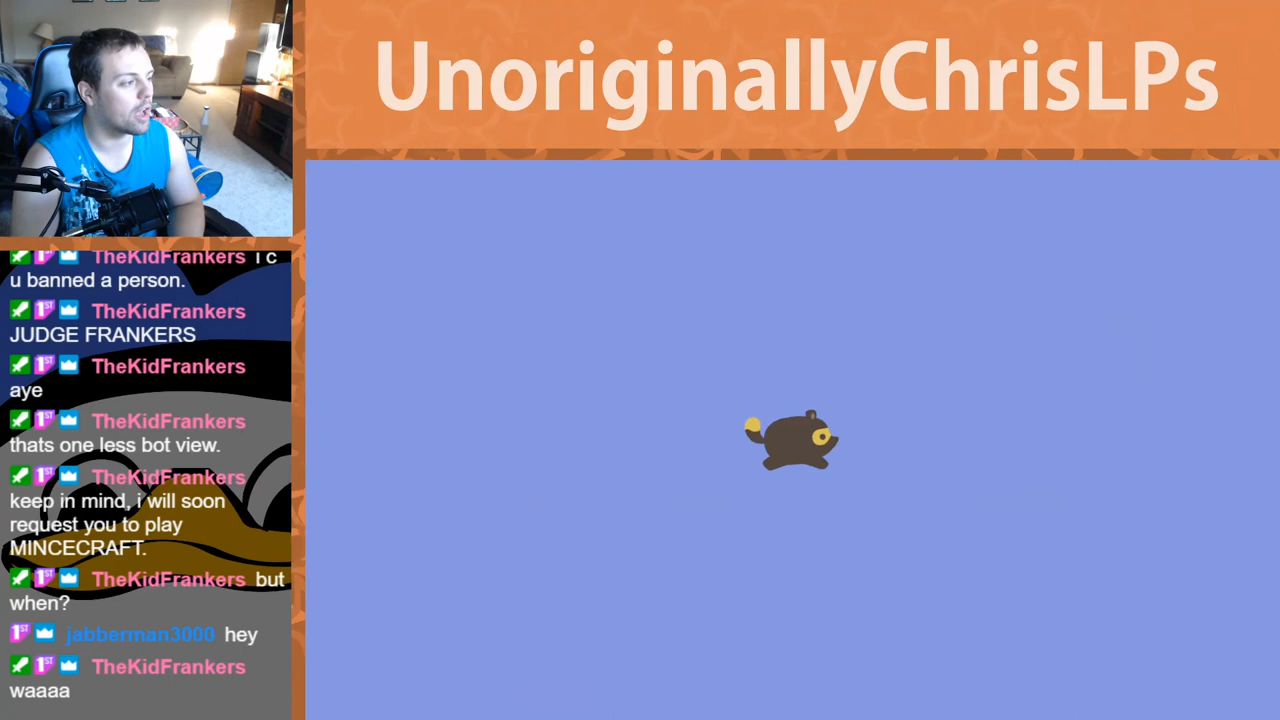 UnoriginallyChrisLPs
TheKidFrankers i c
u banned a person.
TheKidFrankers
JUDGE FRANKERS
TheKidFrankers
aye
TheKidFrankers
thats one less bot view.
TheKidFrankers
keep in mind, i will soon
request you to play
MINCECRAFT.
TheKidFrankers but
when?
jabberman3000 hey
TheKidFrankers
waaaa